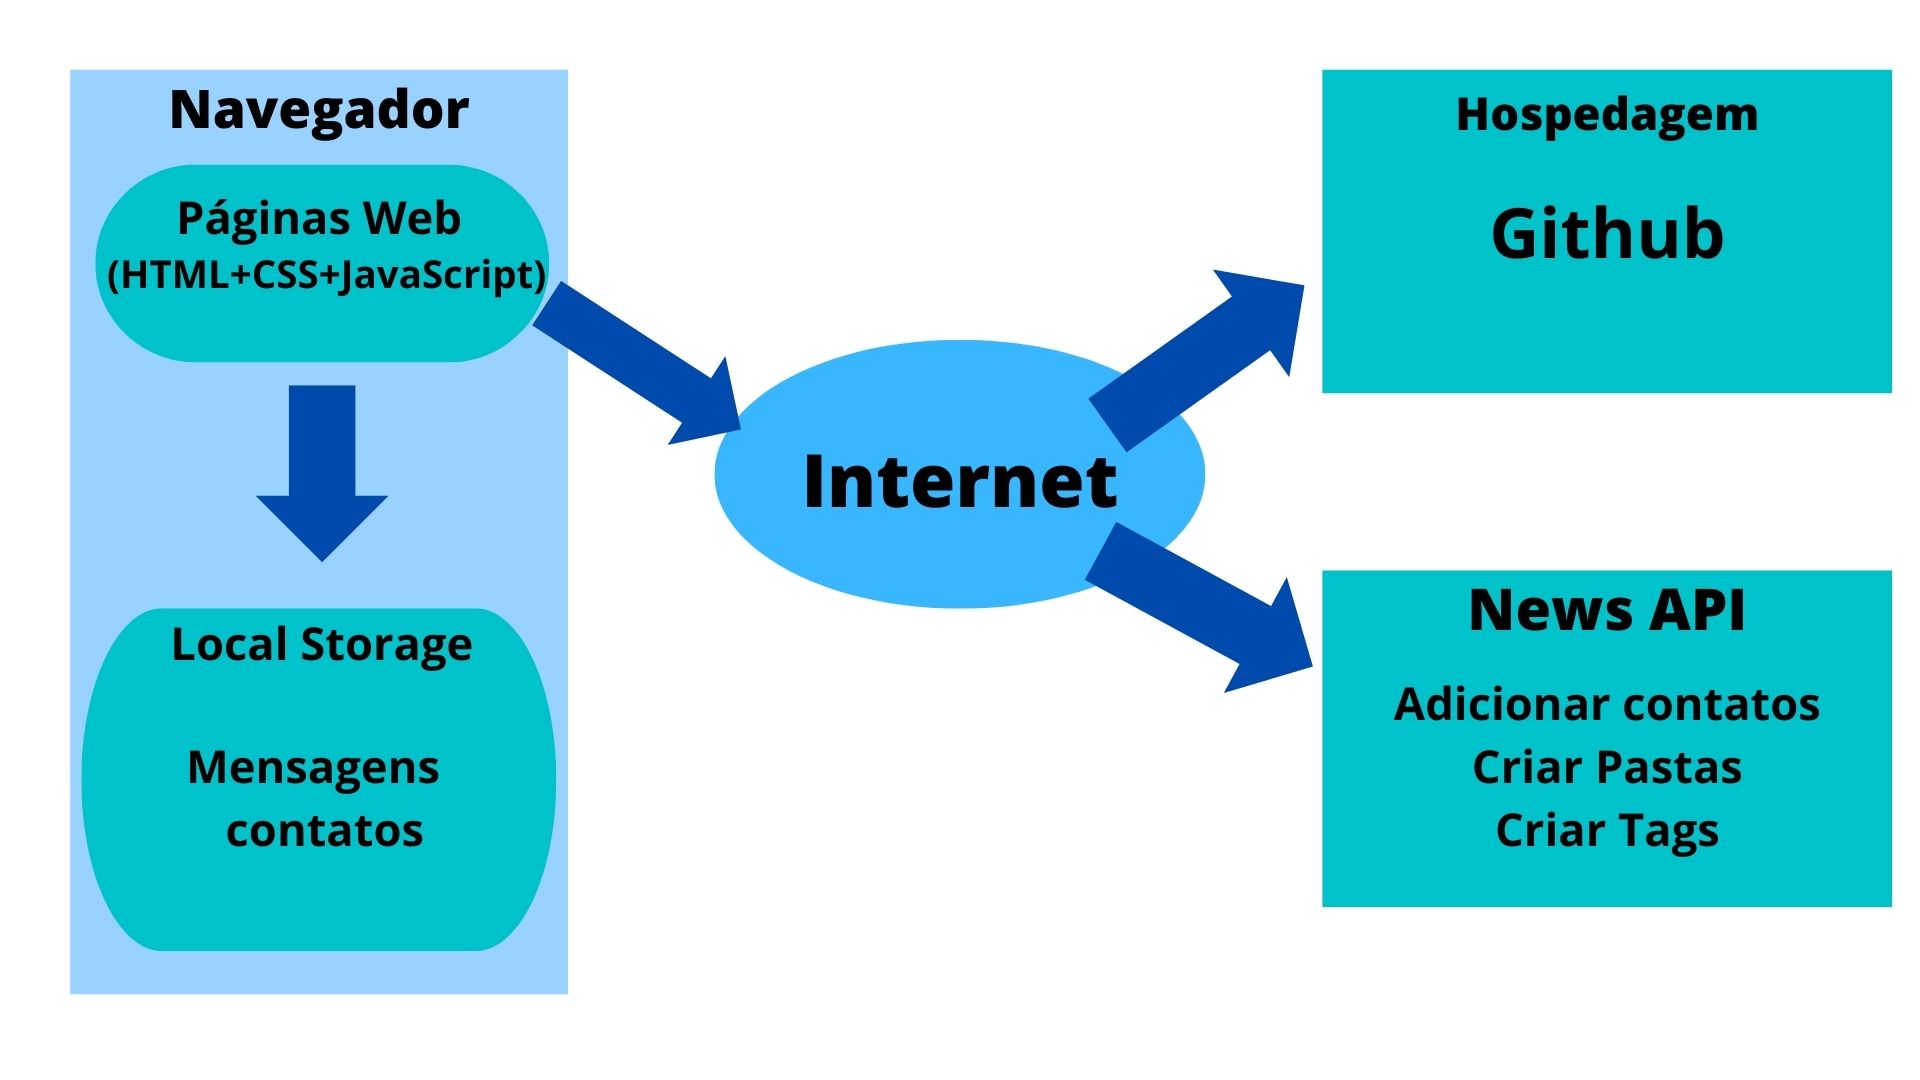 Navegador
Páginas Web
(HTML+CSS+JavaScript)
Local Storage
Mensagens
contatos
Internet
Hospedagem
Github
News API
Adicionar contatos
Criar Pastas
Criar Tags